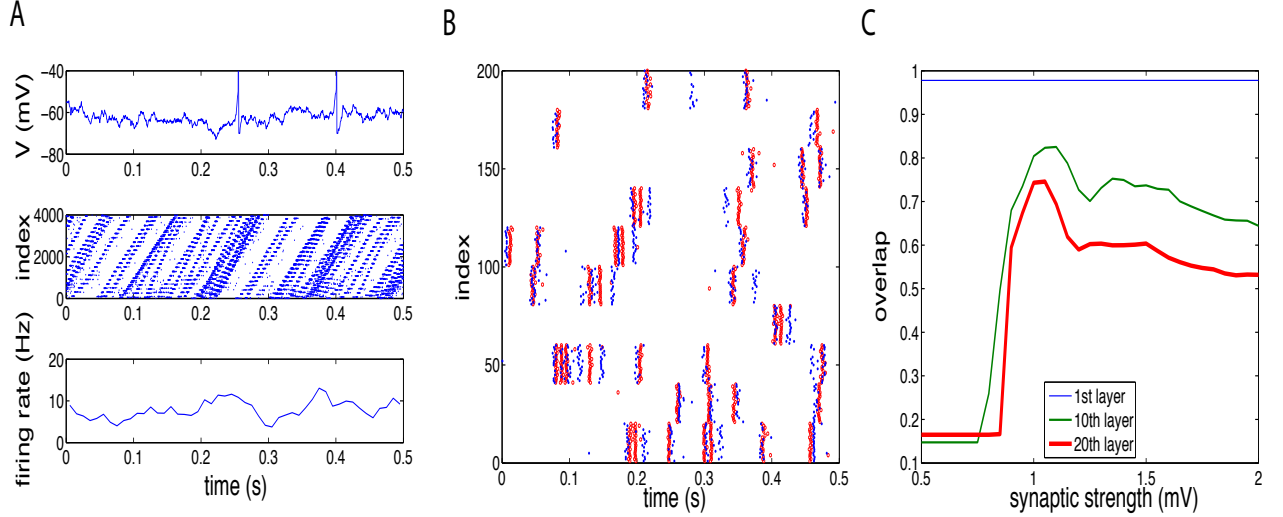 A
B
C
−40
−60
−80
V (mV)
0 0.1 0.2 0.3 0.4 0.5
4000
2000
0
index
0 0.1 0.2 0.3 0.4 0.5
20
10
0
firing rate (Hz)
0 0.1 0.2 0.3 0.4 0.5
time (s)
200
150
100
50
0
index
0 0.1 0.2 0.3 0.4 0.5
time (s)
1
0.9
0.8
0.7
0.6
0.5
0.4
0.3
0.2
0.1
overlap
1st layer
10th layer
20th layer
0.5 1 1.5 2
synaptic strength (mV)